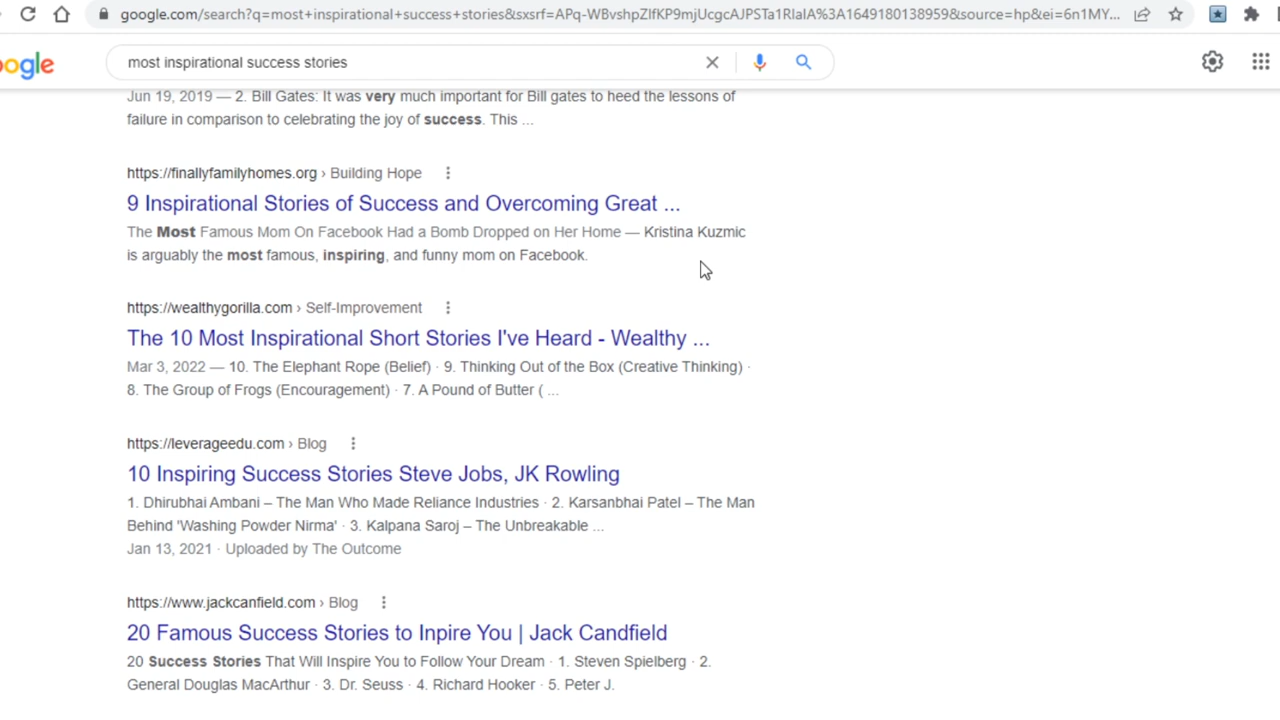 google.com/search?q=most+inspirational+success+stories&sxsrf=APq-WBvshpZIfKP9mjUcgcAJPSTa1RIaIA%3A1649180138959&source=hp&ei=6n1MY...
ogle
most inspirational success stories
Jun 19, 2019 — 2. Bill Gates: It was very much important for Bill gates to heed the lessons of
failure in comparison to celebrating the joy of success. This ...
https://finallyfamilyhomes.org › Building Hope
9 Inspirational Stories of Success and Overcoming Great ...
The Most Famous Mom On Facebook Had a Bomb Dropped on Her Home — Kristina Kuzmic
is arguably the most famous, inspiring, and funny mom on Facebook.
https://wealthygorilla.com › Self-Improvement
The 10 Most Inspirational Short Stories I've Heard - Wealthy ...
Mar 3, 2022 — 10. The Elephant Rope (Belief) · 9. Thinking Out of the Box (Creative Thinking) ·
8. The Group of Frogs (Encouragement) · 7. A Pound of Butter ( ...
https://leverageedu.com › Blog
10 Inspiring Success Stories Steve Jobs, JK Rowling
1. Dhirubhai Ambani – The Man Who Made Reliance Industries · 2. Karsanbhai Patel – The Man
Behind 'Washing Powder Nirma' · 3. Kalpana Saroj – The Unbreakable ...
Jan 13, 2021 · Uploaded by The Outcome
https://www.jackcanfield.com › Blog
20 Famous Success Stories to Inpire You | Jack Candfield
20 Success Stories That Will Inspire You to Follow Your Dream · 1. Steven Spielberg · 2.
General Douglas MacArthur · 3. Dr. Seuss · 4. Richard Hooker · 5. Peter J.